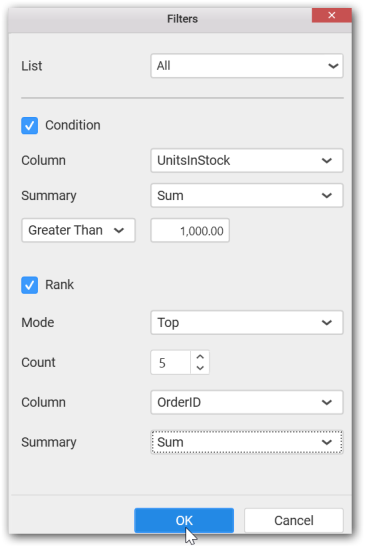 Filters
List All
Condition
Column UnitsInStock
Summary Sum
Greater Than 1,000.00
Rank
Mode Top
Count 5
Column OrderID
Summary Sum
OK Cancel